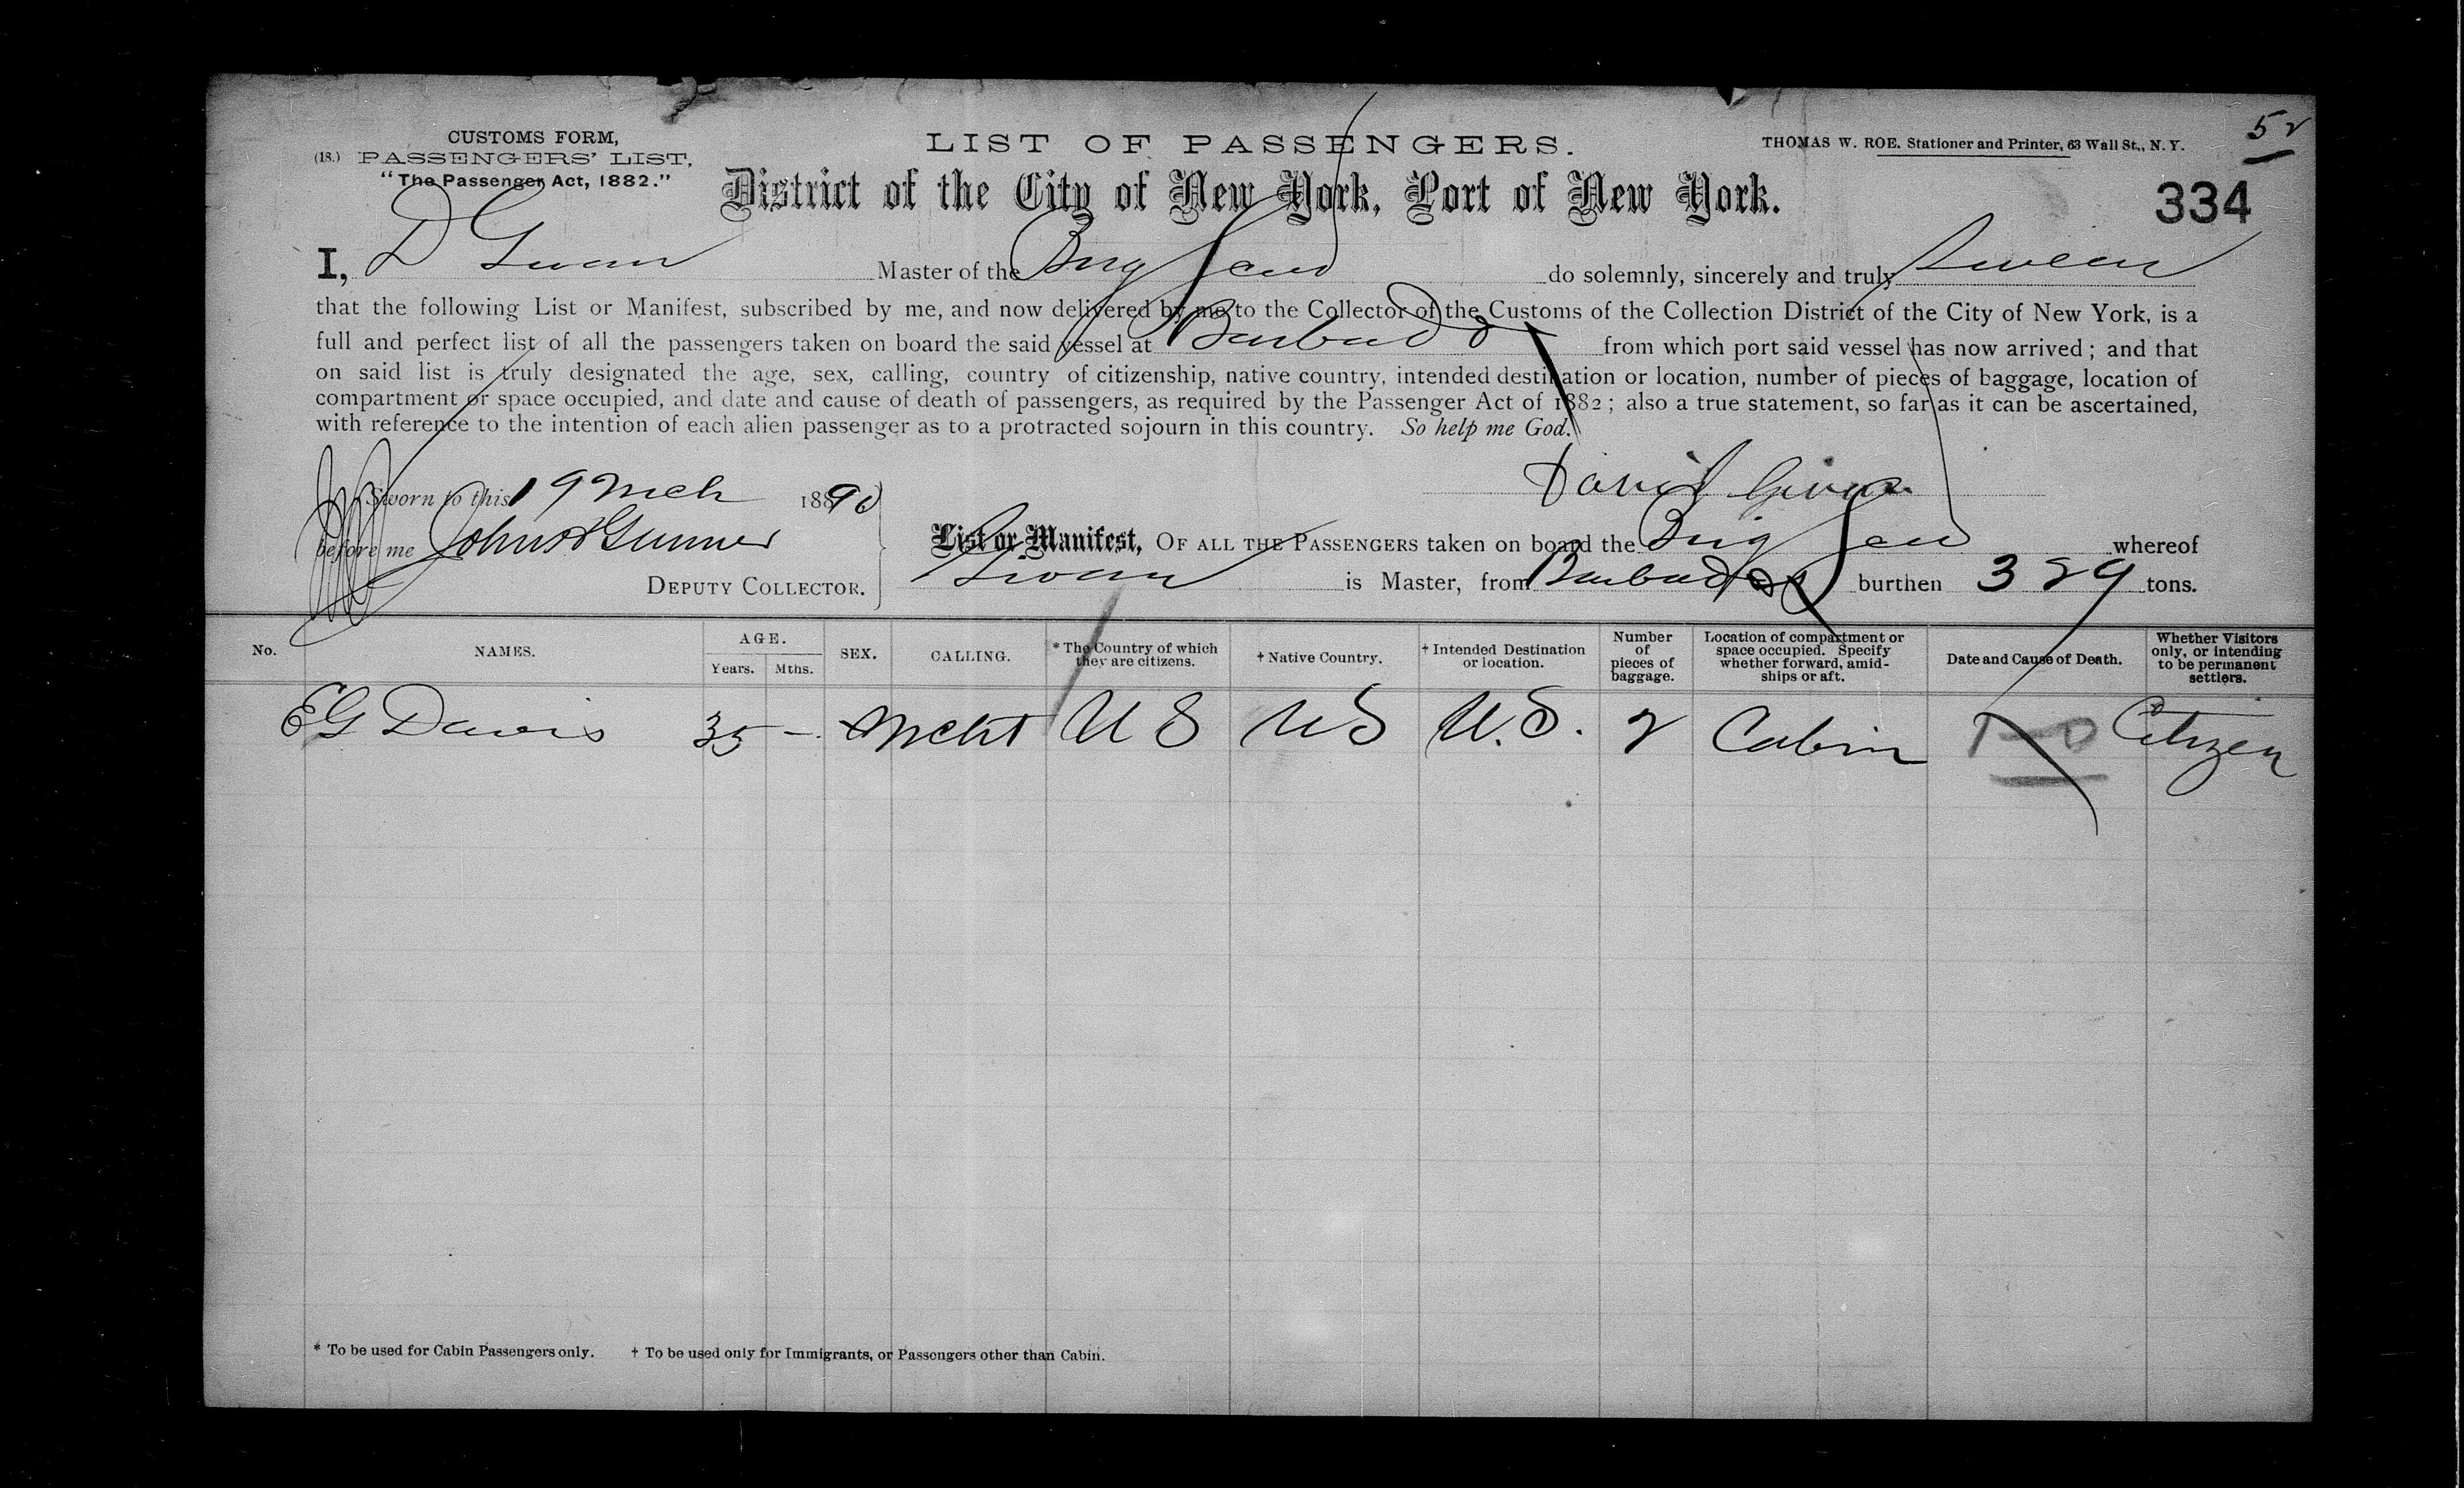 CUSTOMS FORM,
(18.) PASSENGERS' LIST,
"The Passenger Act, 1882."
LIST OF PASSENGERS.
THOMAS W. ROE. Stationer and Printer, 63 Wall St., N. Y.
52
District of the City of New York, Port of New York.
334
I, D Master of the Brig do solemnly, sincerely and truly Swear
that the following List or Manifest, subscribed by me, and now delivered by me to the Collector of the Customs of the Collection District of the City of New York, is a
full and perfect list of all the passengers taken on board the said vessel at Barbados from which port said vessel has now arrived; and that
on said list is truly designated the age, sex, calling, country of citizenship, native country, intended destination or location, number of pieces of baggage, location of
compartment or space occupied, and date and cause of death of passengers, as required by the Passenger Act of 1882; also a true statement, so far as it can be ascertained,
with reference to the intention of each alien passenger as to a protracted sojourn in this country. So help me God.
David
Sworn to this 19 Mch 1890
before me John
DEPUTY COLLECTOR.
List or Manifest, OF ALL THE PASSENGERS taken on board the Brig whereof
is Master, from Barbados burthen 329 tons.
No. NAMES. AGE. Years. Mths. SEX. CALLING. * The Country of which they are citizens. † Native Country. † Intended Destination or location. Number of pieces of baggage. Location of compartment or space occupied. Specify whether forward, amid-ships or aft. Date and Cause of Death. Whether Visitors only, or intending to be permanent settlers.
EG Davis 35 – Mcht U S U S U.S. 2 Cabin Citizen
* To be used for Cabin Passengers only. † To be used only for Immigrants, or Passengers other than Cabin.